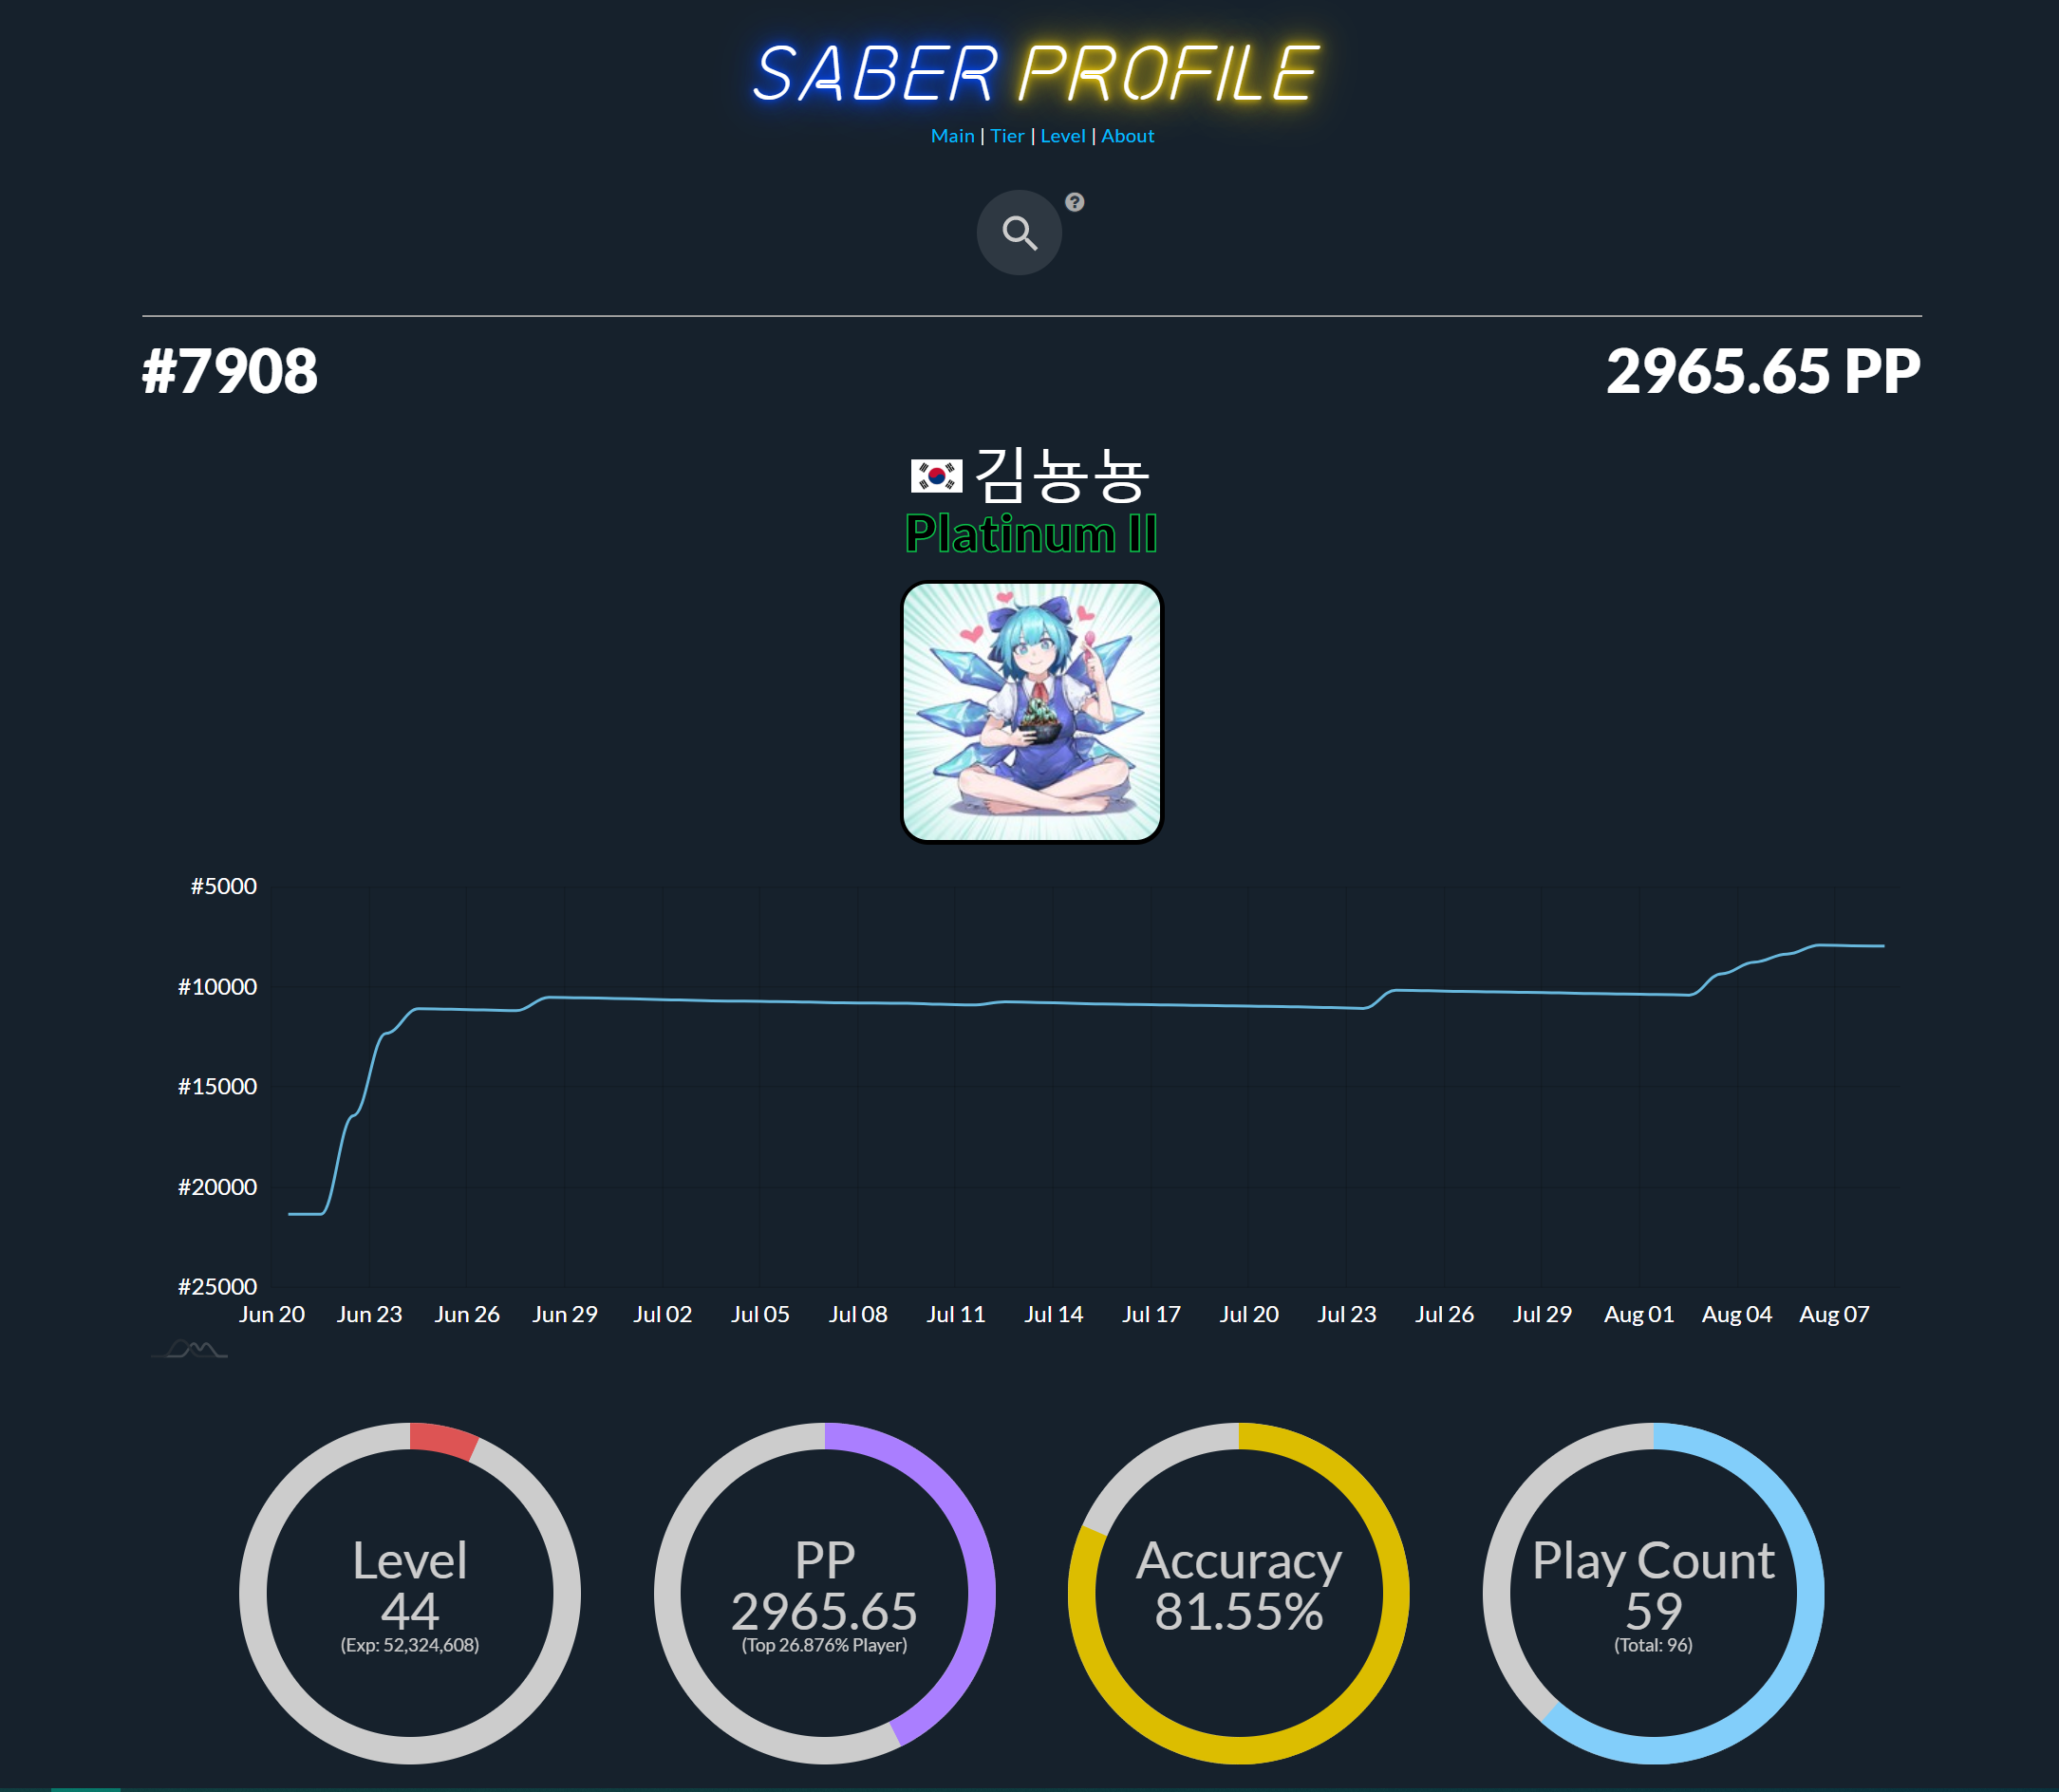 SABER PROFILE
Main | Tier | Level | About
?
#7908
2965.65 PP
김뇽뇽
Platinum II
#5000
#10000
#15000
#20000
#25000
Jun 20 Jun 23 Jun 26 Jun 29 Jul 02 Jul 05 Jul 08 Jul 11 Jul 14 Jul 17 Jul 20 Jul 23 Jul 26 Jul 29 Aug 01 Aug 04 Aug 07
Level
44
(Exp: 52,324,608)
PP
2965.65
(Top 26.876% Player)
Accuracy
81.55%
Play Count
59
(Total: 96)